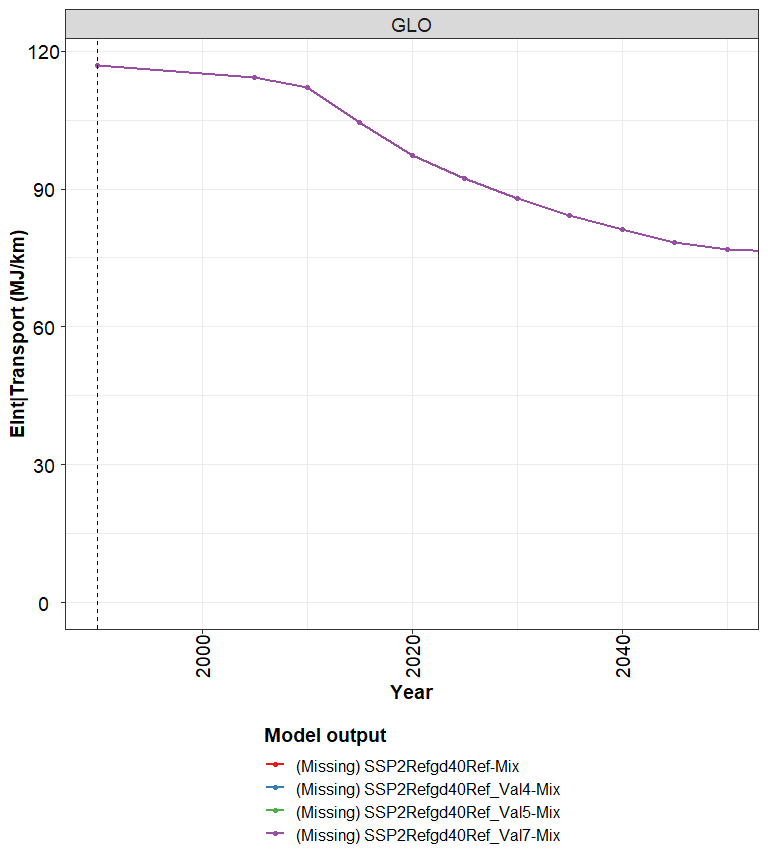 GLO
120
90
60
30
0
EInt|Transport (MJ/km)
2000
2020
2040
Year
Model output
(Missing) SSP2Refgd40Ref-Mix
(Missing) SSP2Refgd40Ref_Val4-Mix
(Missing) SSP2Refgd40Ref_Val5-Mix
(Missing) SSP2Refgd40Ref_Val7-Mix